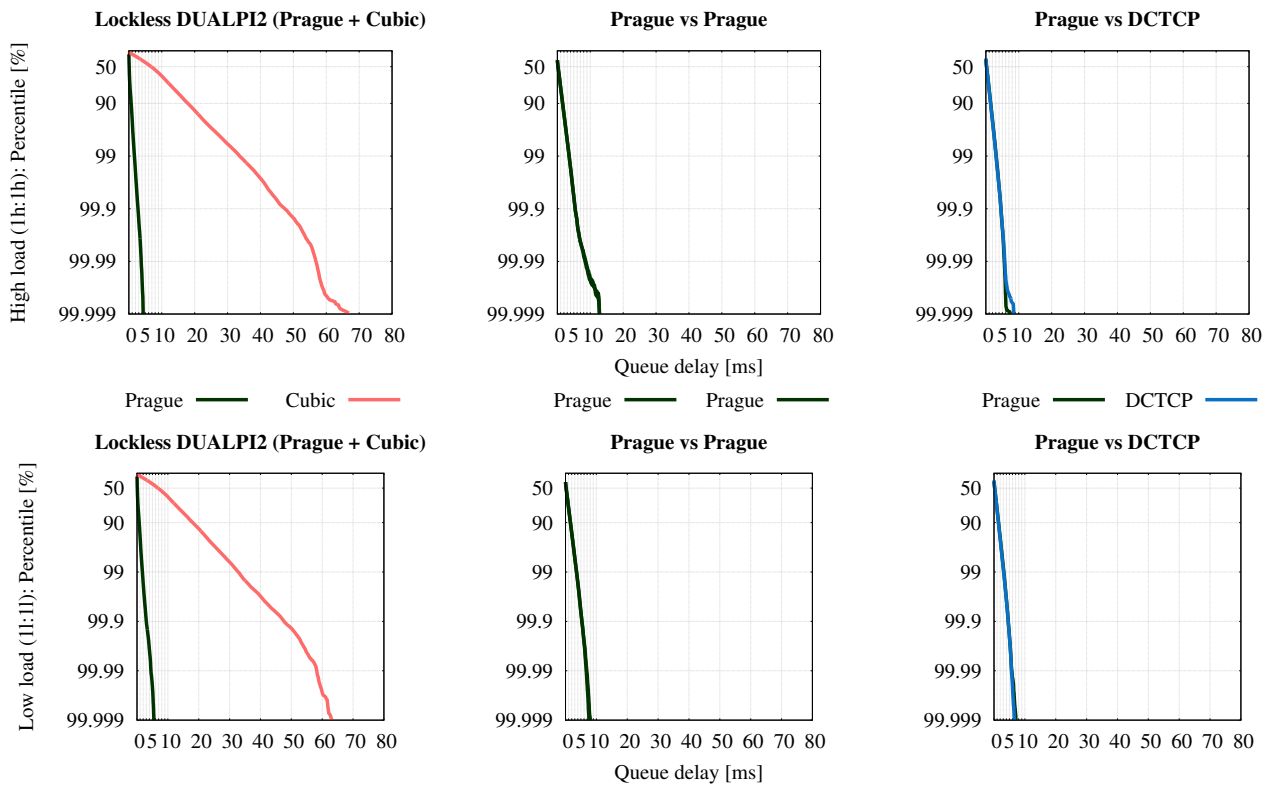 Lockless DUALPI2 (Prague + Cubic)
Prague vs Prague
Prague vs DCTCP
High load (1h:1h): Percentile [%]
50
90
99
99.9
99.99
99.999
0 5 10 20 30 40 50 60 70 80
50
90
99
99.9
99.99
99.999
0 5 10 20 30 40 50 60 70 80
50
90
99
99.9
99.99
99.999
0 5 10 20 30 40 50 60 70 80
Queue delay [ms]
Prague Cubic
Prague Prague
Prague DCTCP
Lockless DUALPI2 (Prague + Cubic)
Prague vs Prague
Prague vs DCTCP
Low load (1l:1l): Percentile [%]
50
90
99
99.9
99.99
99.999
0 5 10 20 30 40 50 60 70 80
50
90
99
99.9
99.99
99.999
0 5 10 20 30 40 50 60 70 80
50
90
99
99.9
99.99
99.999
0 5 10 20 30 40 50 60 70 80
Queue delay [ms]